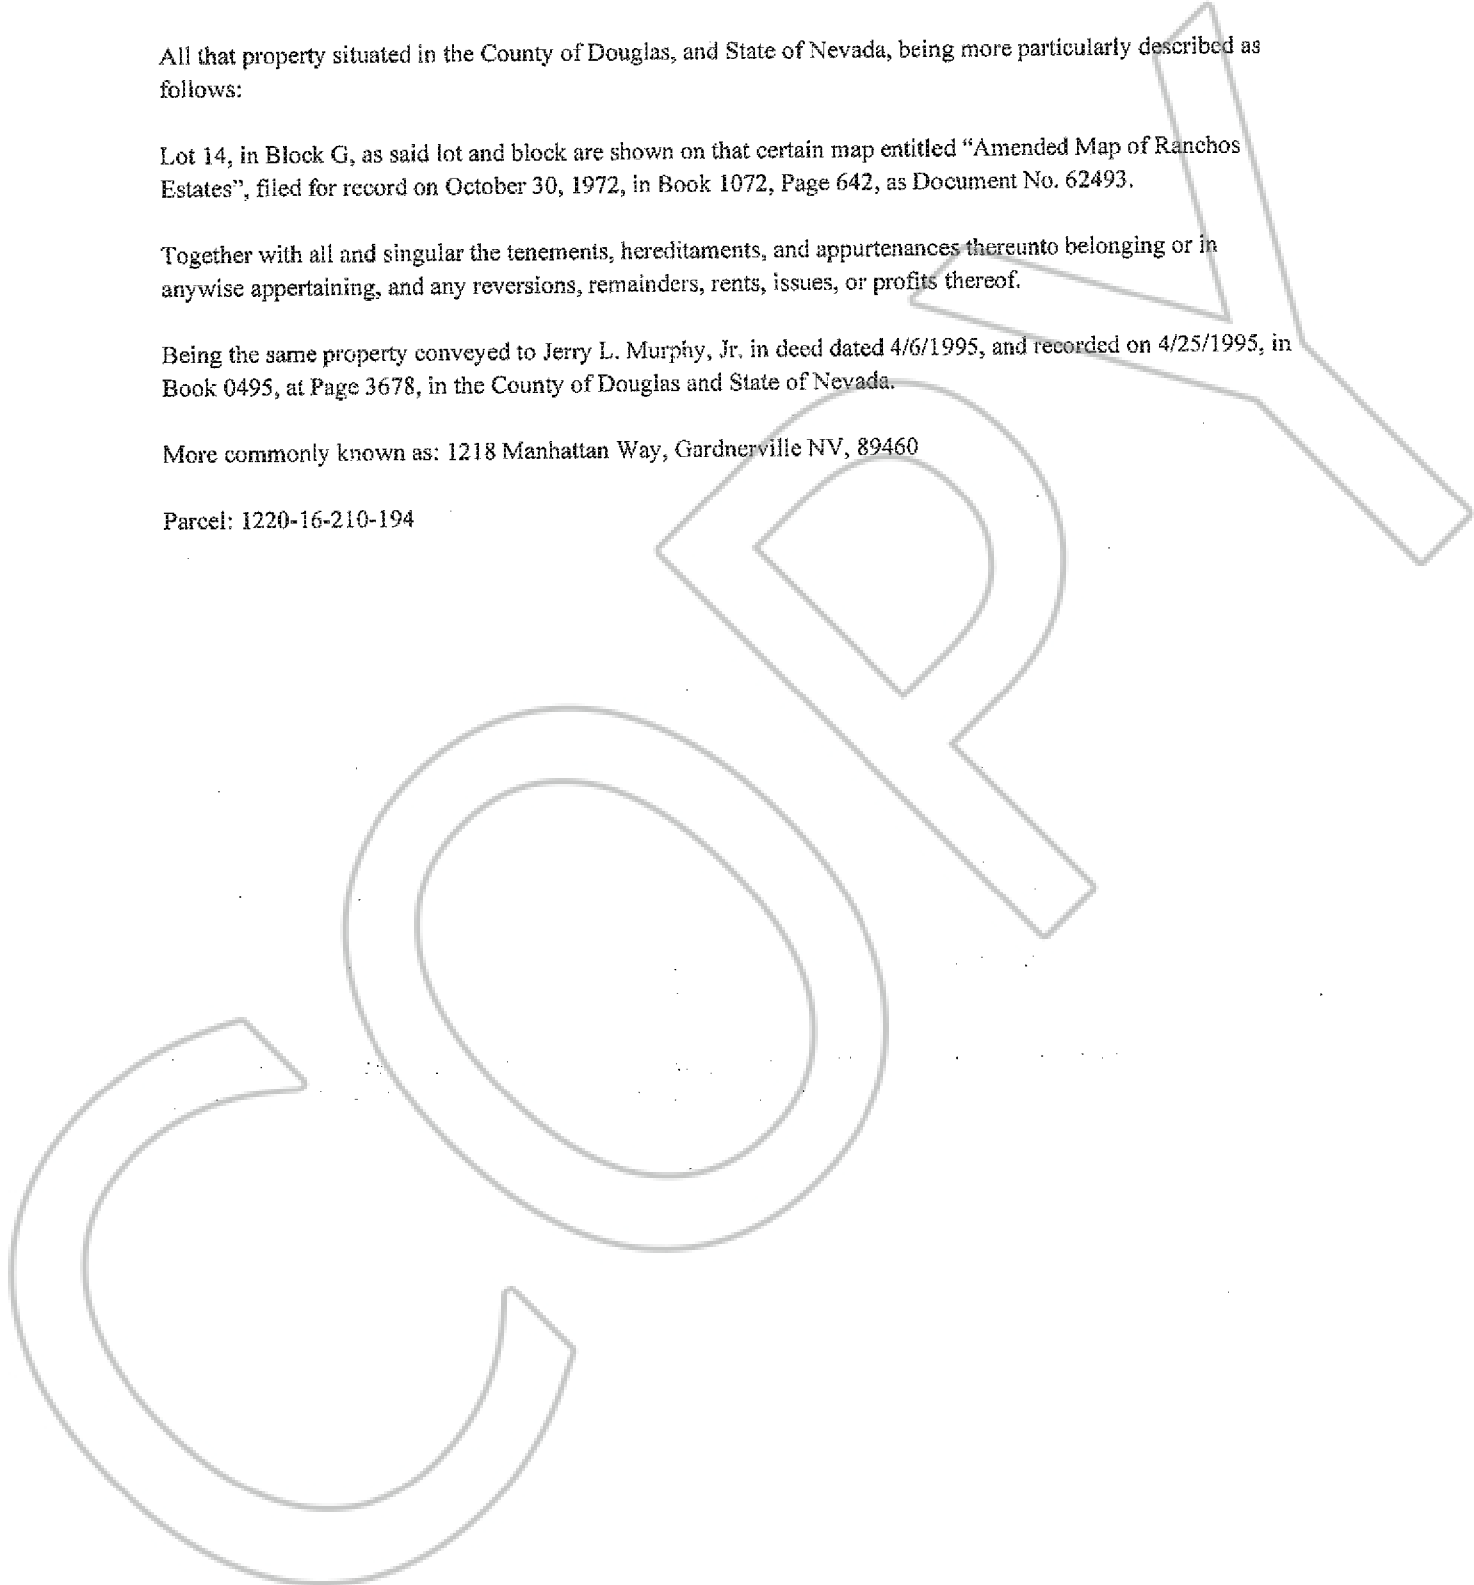 All that property situated in the County of Douglas, and State of Nevada, being more particularly described as
follows:
Lot 14, in Block G, as said lot and block are shown on that certain map entitled “Amended Map of Ranchos
Estates”, filed for record on October 30, 1972, in Book 1072, Page 642, as Document No. 62493.
Together with all and singular the tenements, hereditaments, and appurtenances thereunto belonging or in
anywise appertaining, and any reversions, remainders, rents, issues, or profits thereof.
Being the same property conveyed to Jerry L. Murphy, Jr. in deed dated 4/6/1995, and recorded on 4/25/1995, in
Book 0495, at Page 3678, in the County of Douglas and State of Nevada.
More commonly known as: 1218 Manhattan Way, Gardnerville NV, 89460
Parcel: 1220-16-210-194
COPY